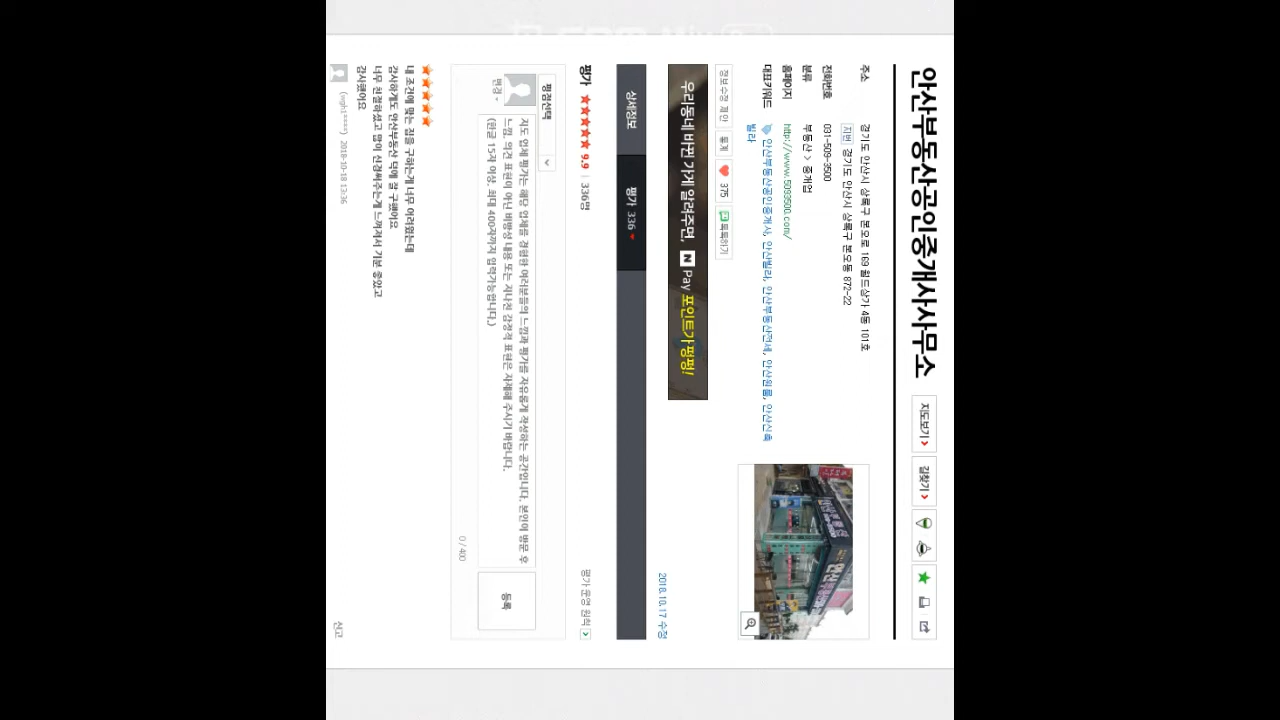 안산부동산공인중개사사무소
지도보기 >
길찾기 >
주소 경기도 안산시 상록구 본오로 169 월드상가 4동 101호
지번 경기도 안산시 상록구 본오동 872-22
전화번호 031-509-3500
분류 부동산 > 중개업
홈페이지 http://www.5093500.com/
대표키워드 안산부동산공인중개사, 안산빌라, 안산부동산전세, 안산원룸, 안산신축
빌라
정보수정 제안
통계
375
톡톡하기
우리동네 바뀐 가게 알려주면, N Pay 포인트가 펑펑!
2018.10.17 수정
상세정보
평가 336
평가 9.9 336명
평가 운영 원칙 >
평점선택
변경
지도 업체 평가는 해당 업체를 경험한 여러분들의 느낌과 평가를 자유롭게 작성하는 공간입니다. 본인이 방문 후
느낌, 의견 표현이 아닌 비방성 내용 또는 지나친 감정적 표현은 자제해 주시기 바랍니다.
(한글 15자 이상, 최대 400자까지 입력가능합니다.)
등록
0 / 400
내 조건에 맞는 집을 구하는게 너무 어려웠는데
감사하게도 안산부동산 덕에 잘 구했어요
너무 친절하셨고 많이 신경써주는게 느껴져서 기분 좋았고
감사했어요
(wgh1****) 2018-10-18 13:36
신고